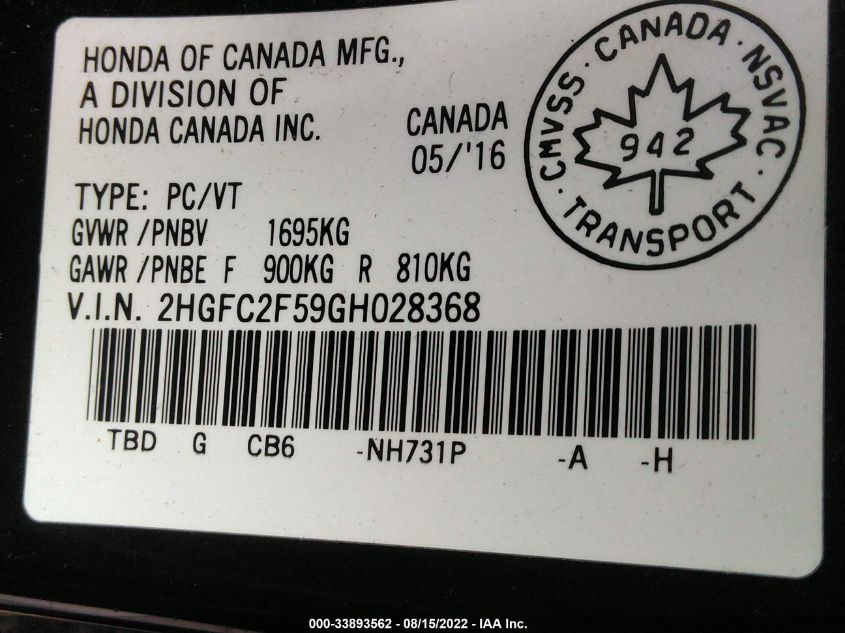 HONDA OF CANADA MFG.,
A DIVISION OF
HONDA CANADA INC.
CANADA
05/'16
CMVSS · CANADA · NSVAC · TRANSPORT ·
942
TYPE: PC/VT
GVWR /PNBV 1695KG
GAWR /PNBE F 900KG R 810KG
V.I.N. 2HGFC2F59GH028368
TBD G CB6 -NH731P -A -H
000-33893562 - 08/15/2022 - IAA Inc.